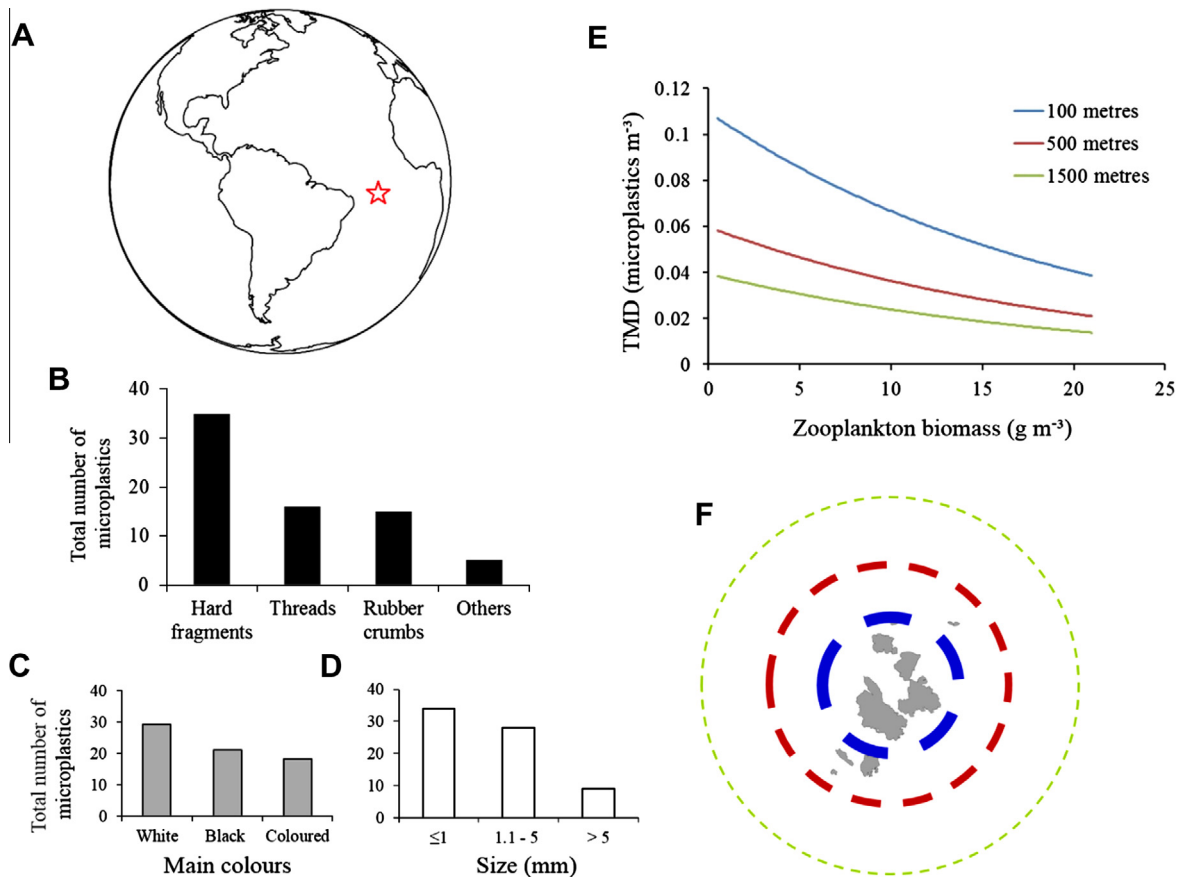 A
B
Total number of
microplastics
40
30
20
10
0
Hard
fragments
Threads
Rubber
crumbs
Others
C
Total number of
microplastics
40
30
20
10
0
White
Black
Coloured
Main colours
D
40
30
20
10
0
≤1
1.1 - 5
> 5
Size (mm)
E
TMD (microplastics m⁻³)
0.12
0.1
0.08
0.06
0.04
0.02
0
100 metres
500 metres
1500 metres
0
5
10
15
20
25
Zooplankton biomass (g m⁻³)
F